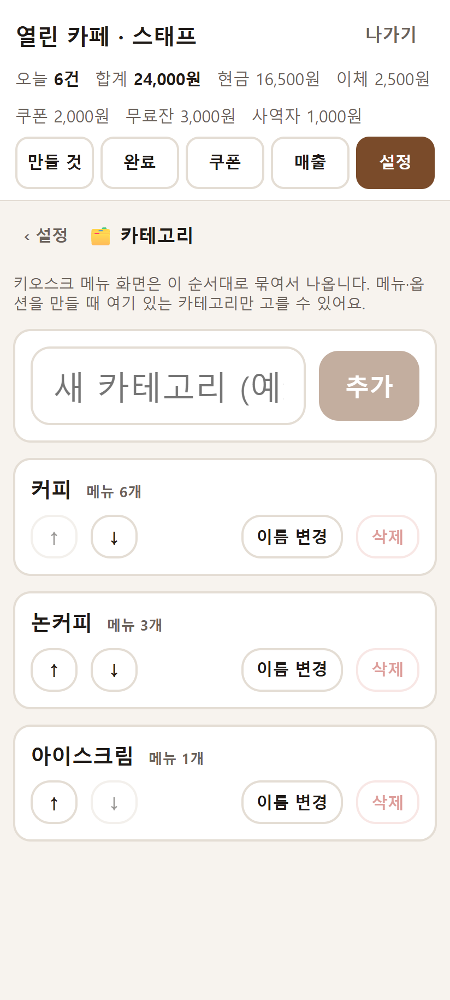 열린 카페 · 스태프 나가기
오늘 6건 합계 24,000원 현금 16,500원 이체 2,500원
쿠폰 2,000원 무료잔 3,000원 사역자 1,000원
만들 것 완료 쿠폰 매출 설정
‹ 설정 카테고리
키오스크 메뉴 화면은 이 순서대로 묶여서 나옵니다. 메뉴·옵
션을 만들 때 여기 있는 카테고리만 고를 수 있어요.
새 카테고리 (예: 추가
커피 메뉴 6개
↑ ↓ 이름 변경 삭제
논커피 메뉴 3개
↑ ↓ 이름 변경 삭제
아이스크림 메뉴 1개
↑ ↓ 이름 변경 삭제